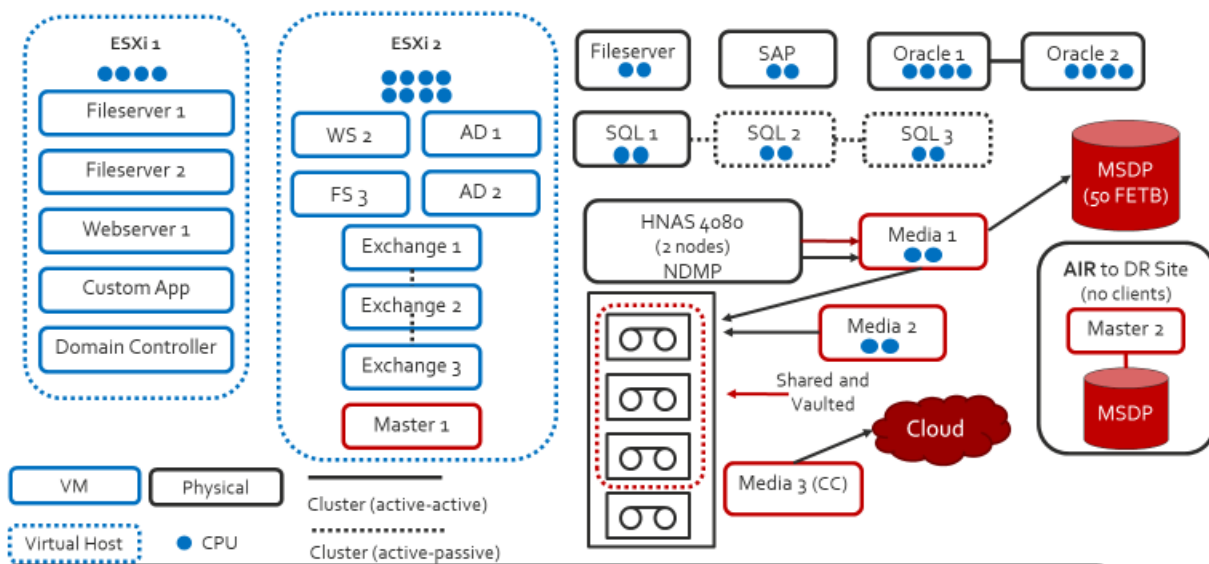 ESXi 1
Fileserver 1
Fileserver 2
Webserver 1
Custom App
Domain Controller
ESXi 2
WS 2
AD 1
FS 3
AD 2
Exchange 1
Exchange 2
Exchange 3
Master 1
Fileserver
SAP
Oracle 1
Oracle 2
SQL 1
SQL 2
SQL 3
HNAS 4080
(2 nodes)
NDMP
Media 1
MSDP
(50 FETB)
Media 2
Shared and
Vaulted
Cloud
Media 3 (CC)
AIR to DR Site
(no clients)
Master 2
MSDP
VM
Physical
Cluster (active-active)
Virtual Host
CPU
Cluster (active-passive)